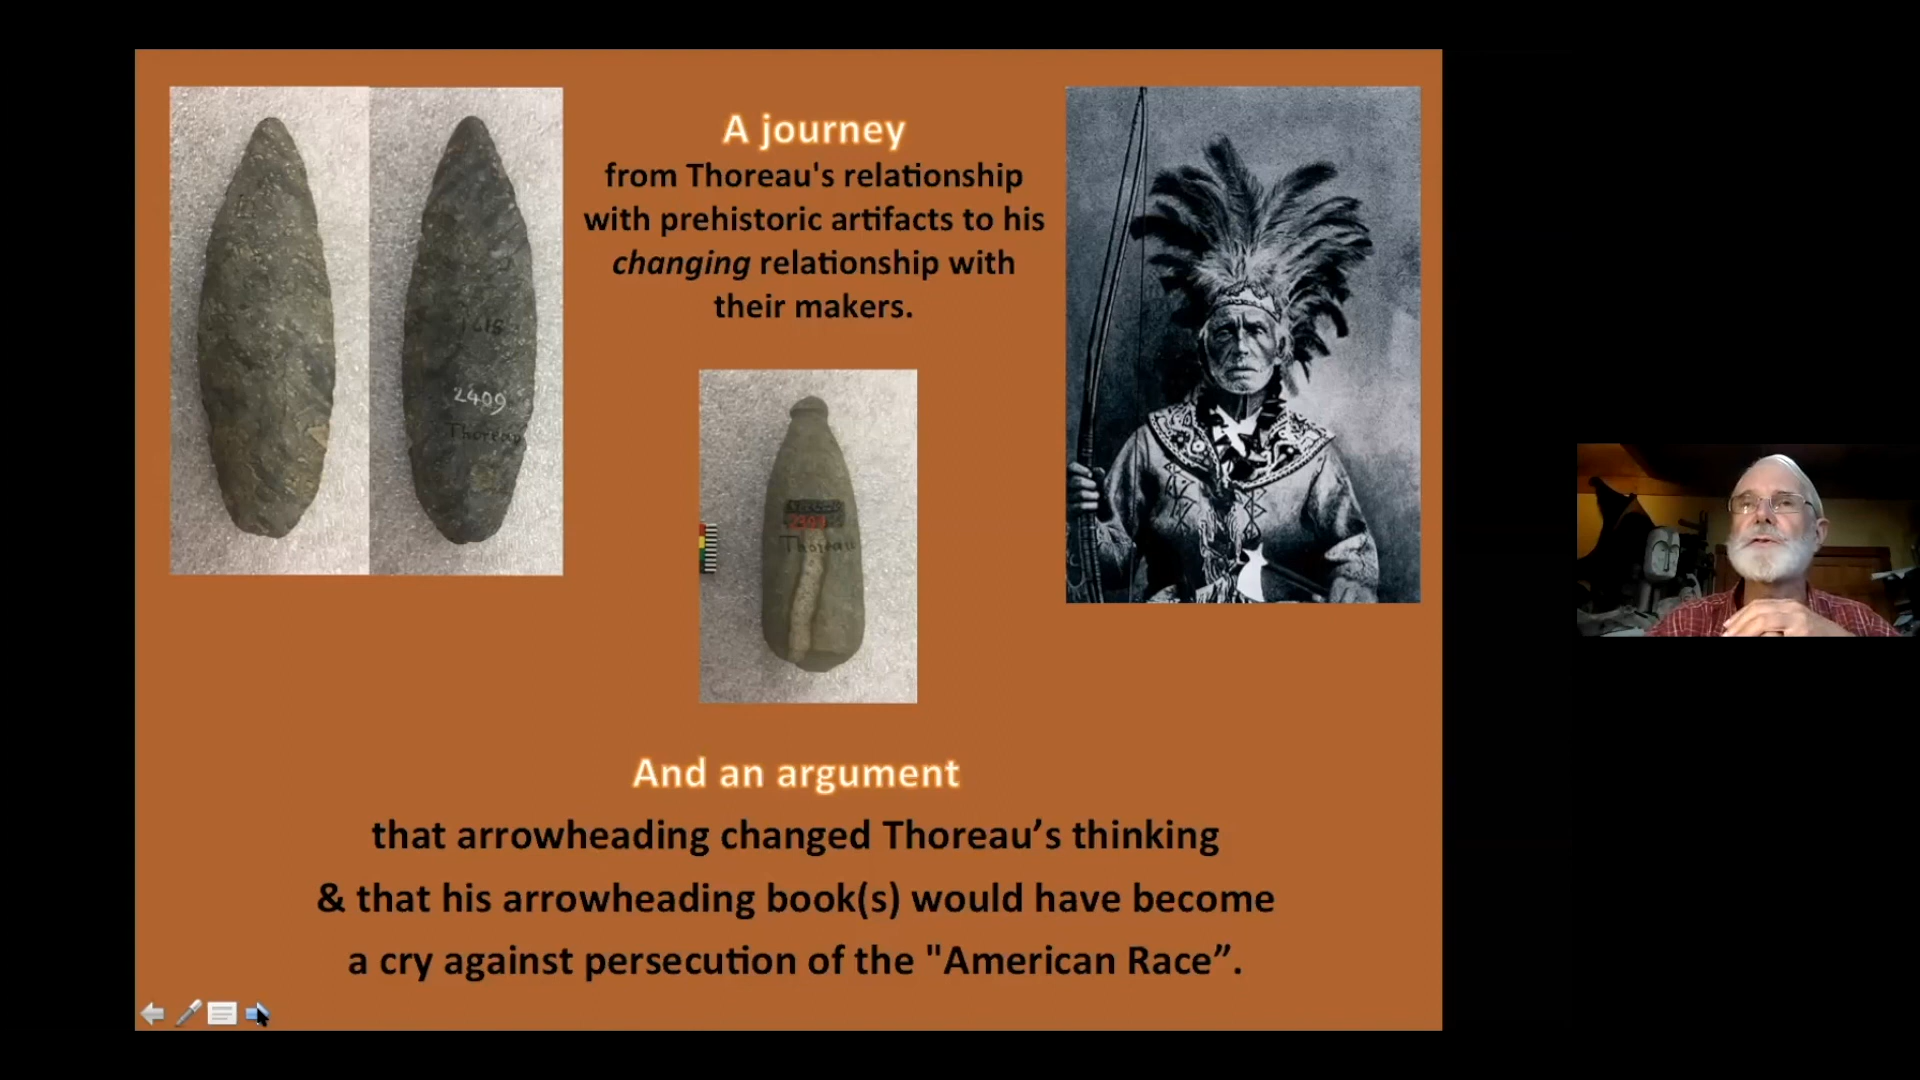 A journey
from Thoreau's relationship
with prehistoric artifacts to his
changing relationship with
their makers.
1618
2409
Thoreau
Thoreau
And an argument
that arrowheading changed Thoreau’s thinking
& that his arrowheading book(s) would have become
a cry against persecution of the "American Race”.